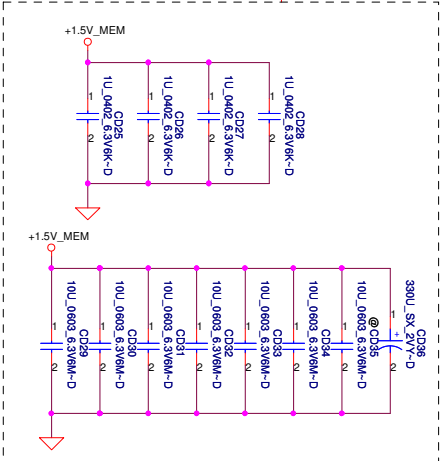 +1.5V_MEM
1
2
CD25
1U_0402_6.3V6K~D
1
2
CD26
1U_0402_6.3V6K~D
1
2
CD27
1U_0402_6.3V6K~D
1
2
CD28
1U_0402_6.3V6K~D
+1.5V_MEM
1
2
CD29
10U_0603_6.3V6M~D
1
2
CD30
10U_0603_6.3V6M~D
1
2
CD31
10U_0603_6.3V6M~D
1
2
CD32
10U_0603_6.3V6M~D
1
2
CD33
10U_0603_6.3V6M~D
1
2
CD34
10U_0603_6.3V6M~D
1
2
@CD35
10U_0603_6.3V6M~D
1
+
2
CD36
330U_SX_2VY~D